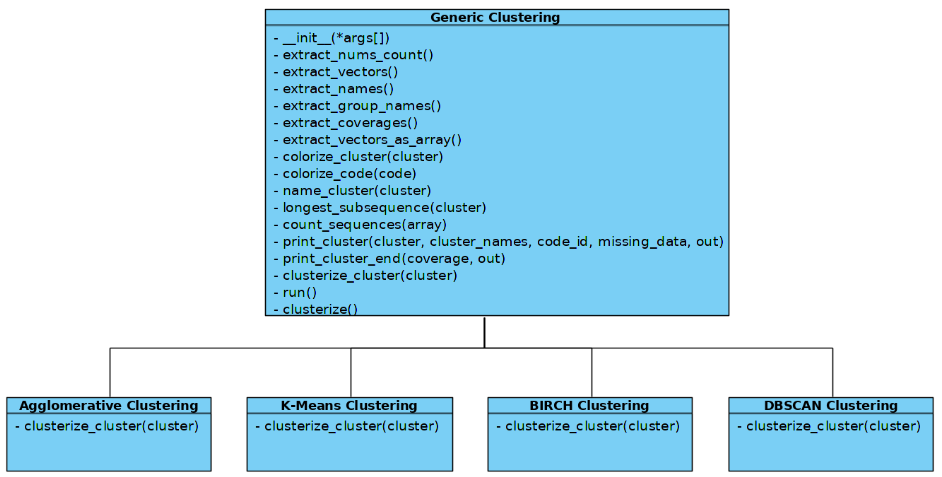 Generic Clustering
- __init__(*args[])
- extract_nums_count()
- extract_vectors()
- extract_names()
- extract_group_names()
- extract_coverages()
- extract_vectors_as_array()
- colorize_cluster(cluster)
- colorize_code(code)
- name_cluster(cluster)
- longest_subsequence(cluster)
- count_sequences(array)
- print_cluster(cluster, cluster_names, code_id, missing_data, out)
- print_cluster_end(coverage, out)
- clusterize_cluster(cluster)
- run()
- clusterize()
Agglomerative Clustering
- clusterize_cluster(cluster)
K-Means Clustering
- clusterize_cluster(cluster)
BIRCH Clustering
- clusterize_cluster(cluster)
DBSCAN Clustering
- clusterize_cluster(cluster)